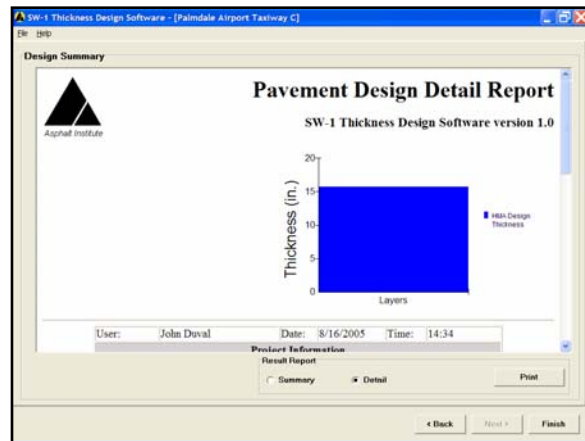 SW-1 Thickness Design Software - [Palmdale Airport Taxiway C]
File Help
Design Summary
Asphalt Institute
Pavement Design Detail Report
SW-1 Thickness Design Software version 1.0
20
15
10
5
0
Thickness (in.)
Layers
HMA Design
Thickness
User: John Duval Date: 8/16/2005 Time: 14:34
Project Information
Result Report
Summary Detail Print
< Back Next > Finish